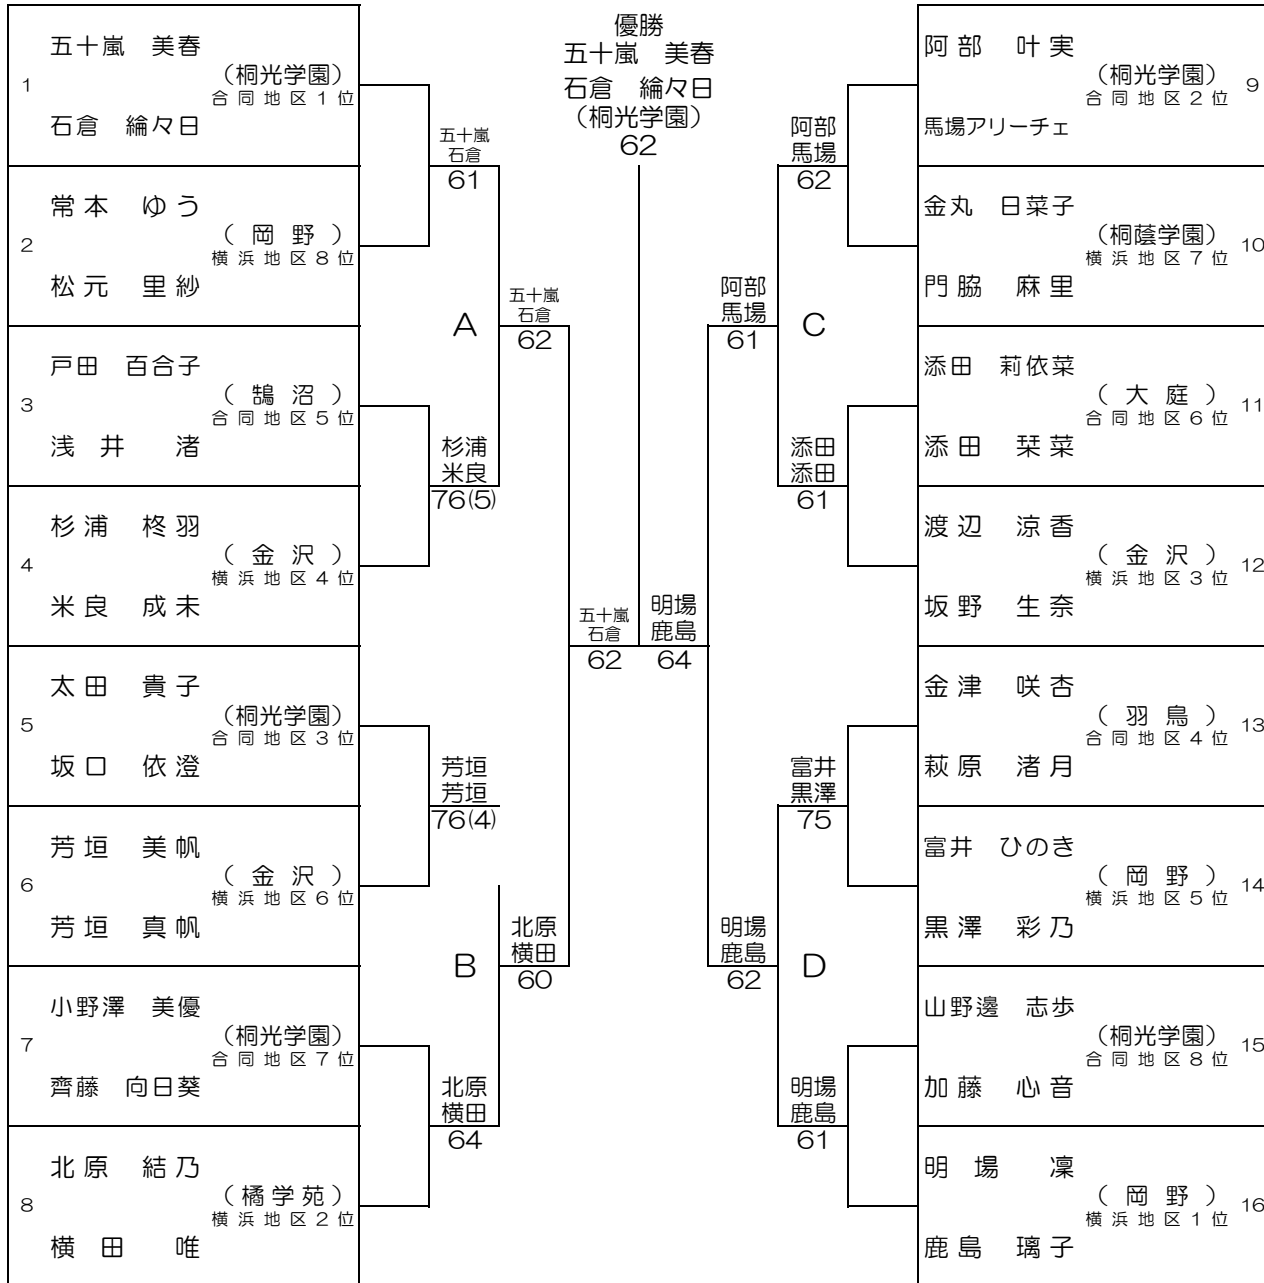 優勝
五十嵐 美春
石倉 綸々日
(桐光学園)
62
1
五十嵐 美春
(桐光学園)
合同地区1位
石倉 綸々日
2
常本 ゆう
(岡野)
横浜地区8位
松元 里紗
3
戸田 百合子
(鵠沼)
合同地区5位
浅井 渚
4
杉浦 柊羽
(金沢)
横浜地区4位
米良 成未
5
太田 貴子
(桐光学園)
合同地区3位
坂口 依澄
6
芳垣 美帆
(金沢)
横浜地区6位
芳垣 真帆
7
小野澤 美優
(桐光学園)
合同地区7位
齊藤 向日葵
8
北原 結乃
(橘学苑)
横浜地区2位
横田 唯
五十嵐
石倉
61
杉浦
米良
76(5)
芳垣
芳垣
76(4)
北原
横田
64
A
B
五十嵐
石倉
62
北原
横田
60
五十嵐
石倉
62
明場
鹿島
64
阿部
馬場
61
明場
鹿島
62
C
D
阿部
馬場
62
添田
添田
61
富井
黒澤
75
明場
鹿島
61
阿部 叶実
(桐光学園)
合同地区2位
9
馬場アリーチェ
金丸 日菜子
(桐蔭学園)
横浜地区7位
10
門脇 麻里
添田 莉依菜
(大庭)
合同地区6位
11
添田 栞菜
渡辺 涼香
(金沢)
横浜地区3位
12
坂野 生奈
金津 咲杏
(羽鳥)
合同地区4位
13
萩原 渚月
富井 ひのき
(岡野)
横浜地区5位
14
黒澤 彩乃
山野邊 志歩
(桐光学園)
合同地区8位
15
加藤 心音
明場 凜
(岡野)
横浜地区1位
16
鹿島 璃子